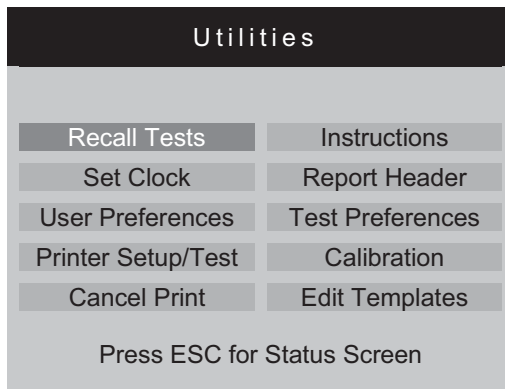 Utilities
Recall Tests Instructions
Set Clock Report Header
User Preferences Test Preferences
Printer Setup/Test Calibration
Cancel Print Edit Templates
Press ESC for Status Screen